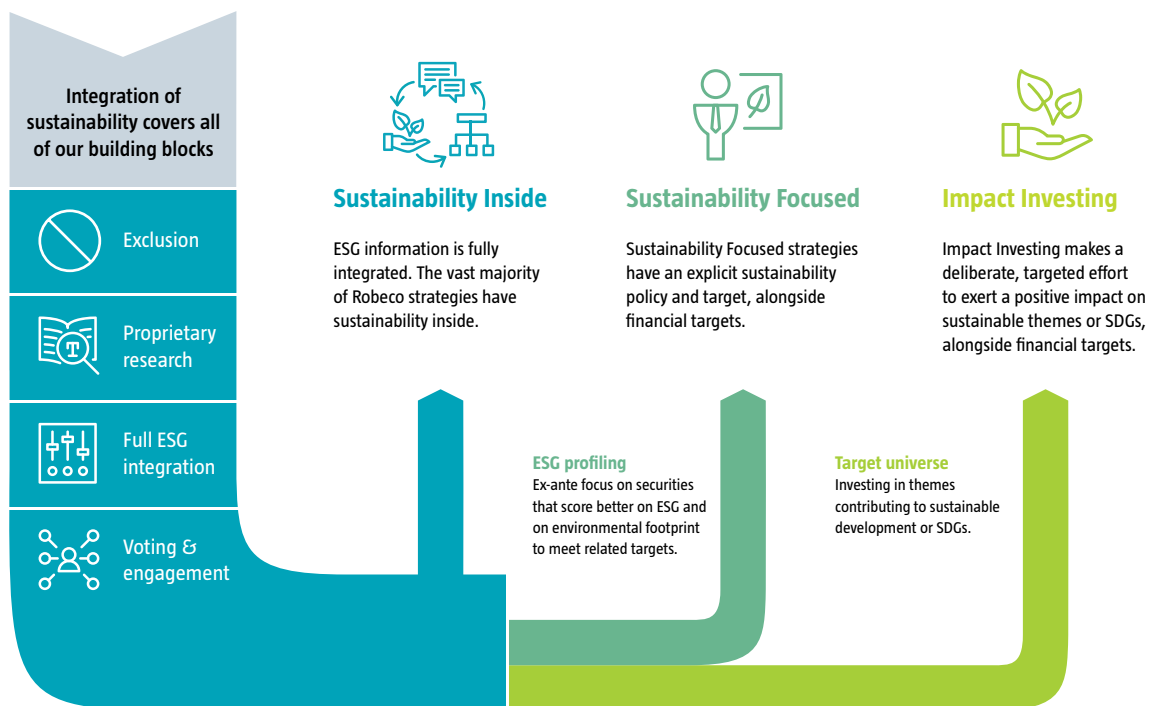 Integration of
sustainability covers all
of our building blocks
Exclusion
Proprietary
research
Full ESG
integration
Voting &
engagement
Sustainability Inside
ESG information is fully
integrated. The vast majority
of Robeco strategies have
sustainability inside.
Sustainability Focused
Sustainability Focused strategies
have an explicit sustainability
policy and target, alongside
financial targets.
Impact Investing
Impact Investing makes a
deliberate, targeted effort
to exert a positive impact on
sustainable themes or SDGs,
alongside financial targets.
ESG profiling
Ex-ante focus on securities
that score better on ESG and
on environmental footprint
to meet related targets.
Target universe
Investing in themes
contributing to sustainable
development or SDGs.
T